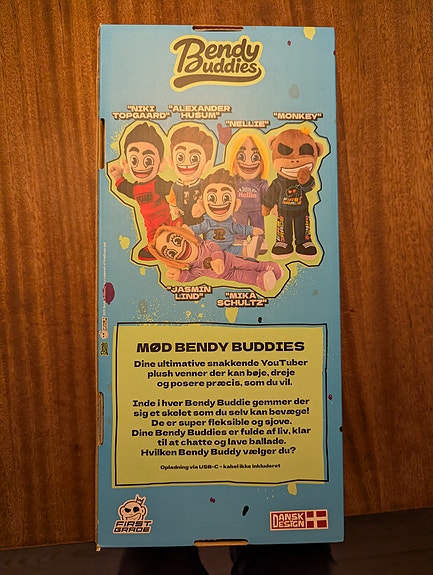 Bendy
Buddies
"NIKI
TOPGAARD"
"ALEXANDER
HUSUM"
"NELLIE"
"MONKEY"
Nellie
FIRST
GRADE
"JASMIN
LIND"
"MIKA
SCHULTZ"
MØD BENDY BUDDIES
Dine ultimative snakkende YouTuber
plush venner der kan bøje, dreje
og posere præcis, som du vil.
Inde i hver Bendy Buddie gemmer der
sig et skelet som du selv kan bevæge!
De er super fleksible og sjove.
Dine Bendy Buddies er fulde af liv, klar
til at chatte og lave ballade.
Hvilken Bendy Buddy vælger du?
Opladning via USB-C - kabel ikke inkluderet
FIRST
GRADE
DANSK
DESIGN